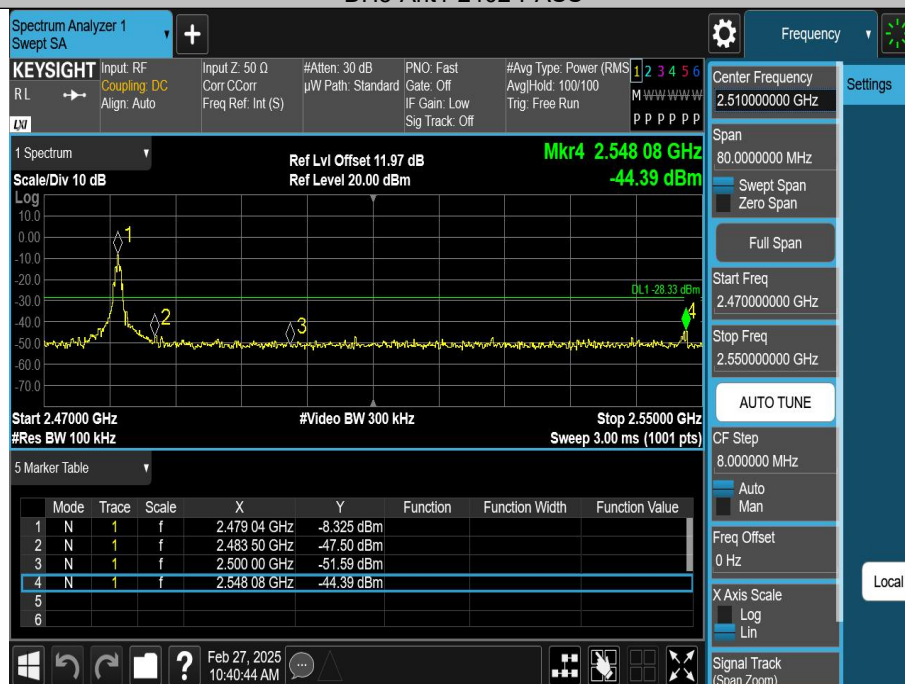 Spectrum Analyzer 1
Swept SA
+
Frequency
KEYSIGHT
RL
LXI
Input: RF
Coupling: DC
Align: Auto
Input Z: 50 Ω
Corr CCorr
Freq Ref: Int (S)
#Atten: 30 dB
µW Path: Standard
PNO: Fast
Gate: Off
IF Gain: Low
Sig Track: Off
#Avg Type: Power (RMS
Avg|Hold: 100/100
Trig: Free Run
1 2 3 4 5 6
M W W W W W
P P P P P P
1 Spectrum
Scale/Div 10 dB
Ref Lvl Offset 11.97 dB
Ref Level 20.00 dBm
Mkr4 2.548 08 GHz
-44.39 dBm
Log
10.0
0.00
-10.0
-20.0
-30.0
-40.0
-50.0
-60.0
-70.0
1
2
3
4
DL1 -28.33 dBm
Start 2.47000 GHz
#Video BW 300 kHz
Stop 2.55000 GHz
#Res BW 100 kHz
Sweep 3.00 ms (1001 pts)
5 Marker Table
Mode Trace Scale X Y Function Function Width Function Value
1 N 1 f 2.479 04 GHz -8.325 dBm
2 N 1 f 2.483 50 GHz -47.50 dBm
3 N 1 f 2.500 00 GHz -51.59 dBm
4 N 1 f 2.548 08 GHz -44.39 dBm
5
6
Feb 27, 2025
10:40:44 AM
Center Frequency
2.510000000 GHz
Settings
Span
80.0000000 MHz
Swept Span
Zero Span
Full Span
Start Freq
2.470000000 GHz
Stop Freq
2.550000000 GHz
AUTO TUNE
CF Step
8.000000 MHz
Auto
Man
Freq Offset
0 Hz
Local
X Axis Scale
Log
Lin
Signal Track
(Span Zoom)